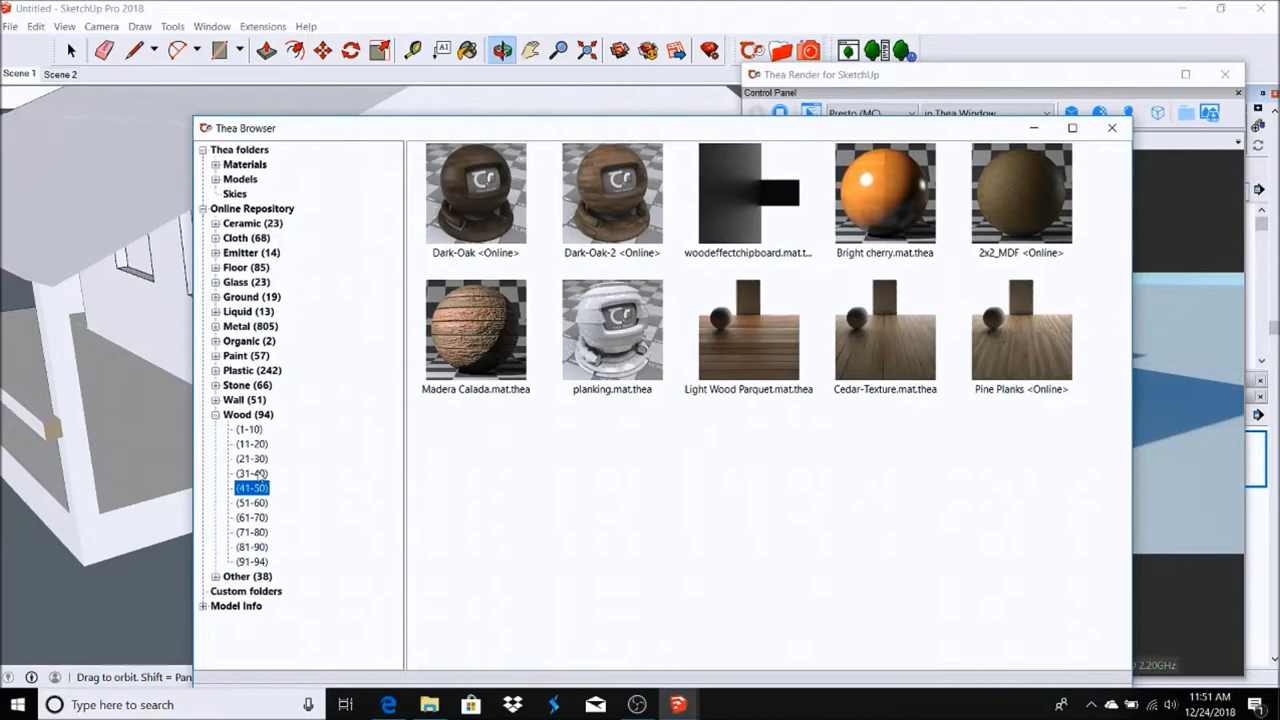 Untitled - SketchUp Pro 2018
File Edit View Camera Draw Tools Window Extensions Help
A1
Scene 1 Scene 2
Thea Render for SketchUp
Control Panel
Presto (MC) in Thea Window
Thea Browser
Thea folders
Materials
Models
Skies
Online Repository
Ceramic (23)
Cloth (68)
Emitter (14)
Floor (85)
Glass (23)
Ground (19)
Liquid (13)
Metal (805)
Organic (2)
Paint (57)
Plastic (242)
Stone (66)
Wall (51)
Wood (94)
(1-10)
(11-20)
(21-30)
(31-40)
(41-50)
(51-60)
(61-70)
(71-80)
(81-90)
(91-94)
Other (38)
Custom folders
Model Info
Dark-Oak <Online> Dark-Oak-2 <Online> woodeffectchipboard.mat.t... Bright cherry.mat.thea 2x2_MDF <Online>
Madera Calada.mat.thea planking.mat.thea Light Wood Parquet.mat.thea Cedar-Texture.mat.thea Pine Planks <Online>
2.20GHz
Drag to orbit. Shift = Pan
Type here to search
11:51 AM
12/24/2018